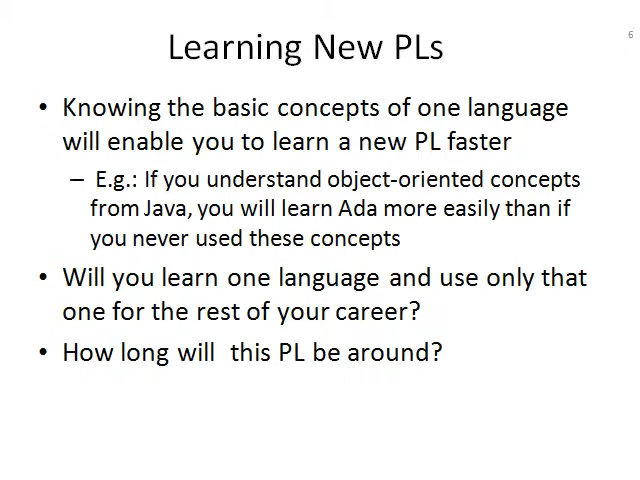 6
Learning New PLs
• Knowing the basic concepts of one language
will enable you to learn a new PL faster
– E.g.: If you understand object-oriented concepts
from Java, you will learn Ada more easily than if
you never used these concepts
• Will you learn one language and use only that
one for the rest of your career?
• How long will  this PL be around?